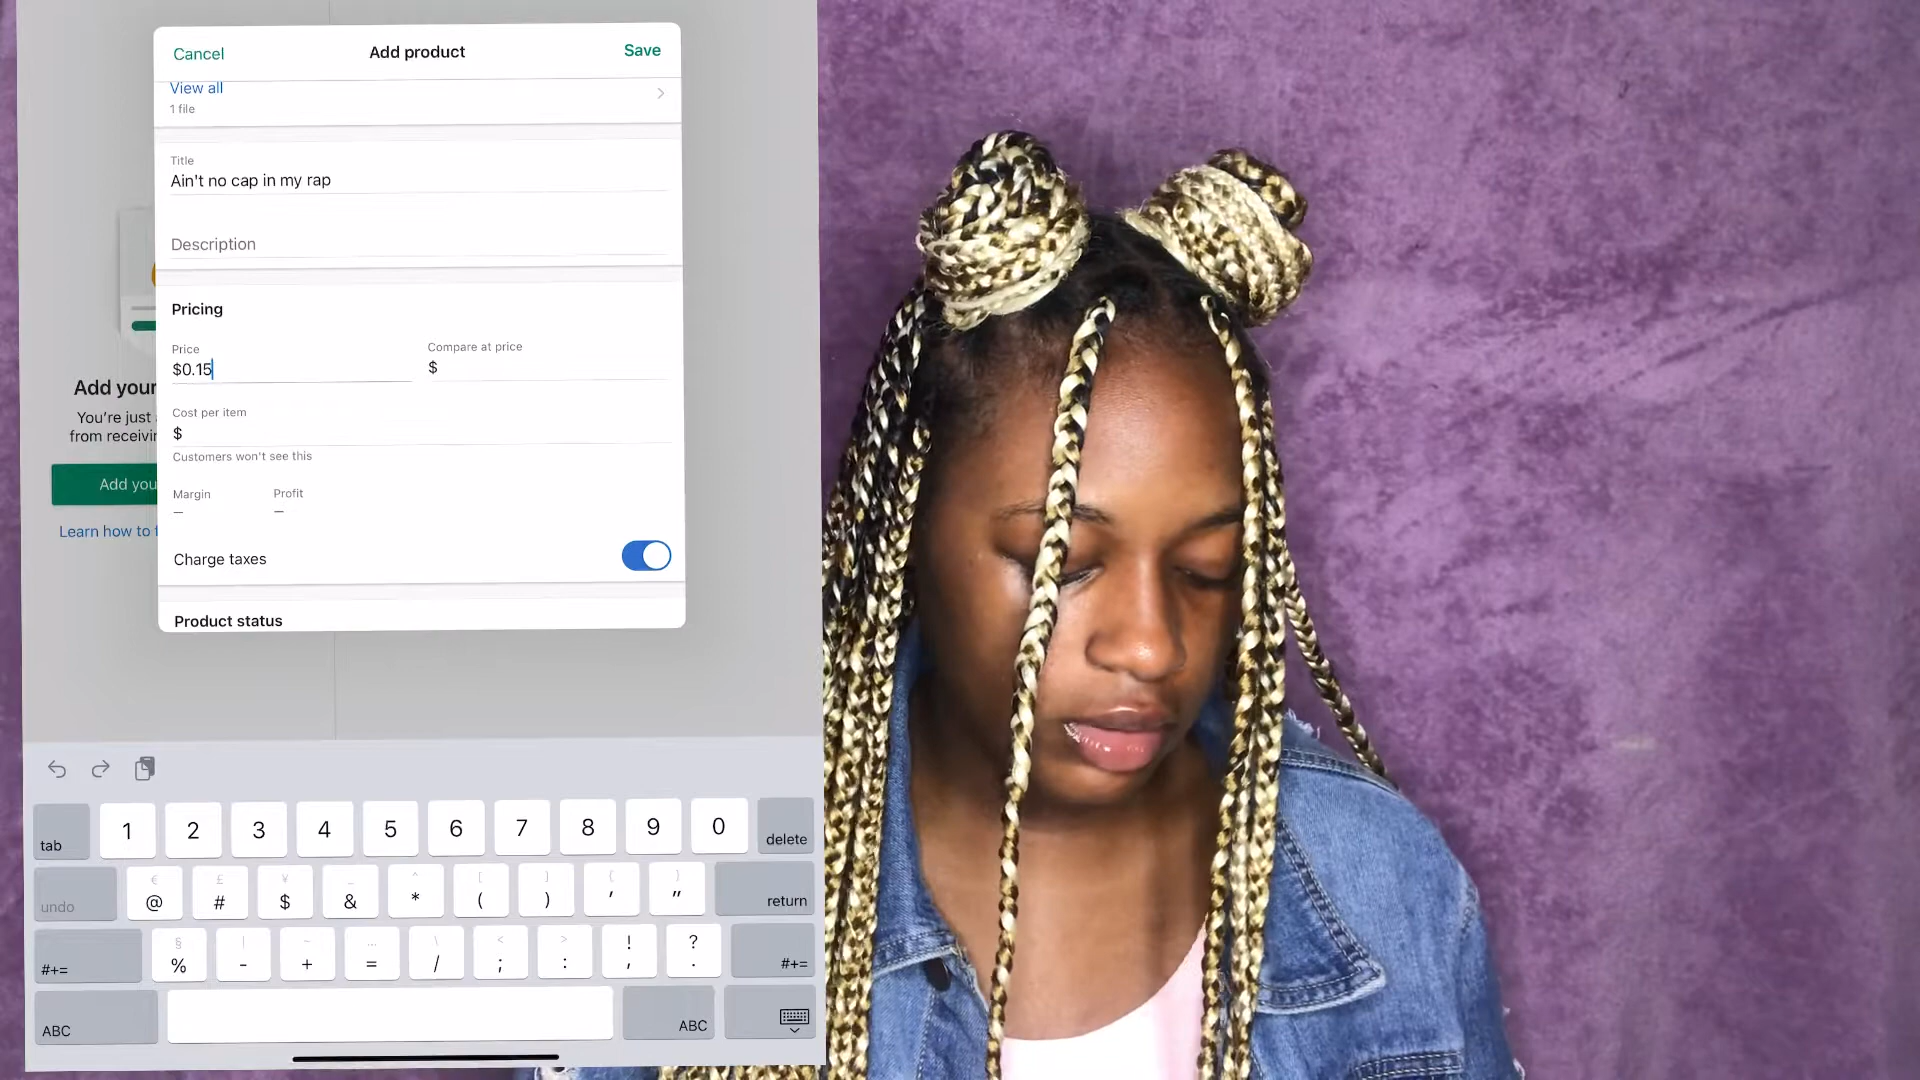 Cancel
Add product
Save
View all
1 file
Title
Ain't no cap in my rap
Description
Pricing
Price
$0.15
Compare at price
$
Cost per item
$
Customers won't see this
Margin
Profit
–
–
Charge taxes
Product status
Add your
You're just
from receivin
Add you
Learn how to
tab
1 2 3 4 5 6 7 8 9 0
delete
undo
€ £ ¥ _ ^ [ ] { }
@ # $ & * ( ) ' "
return
#+=
§ | ~ … \ < > ! ?
% - + = / ; : , .
#+=
ABC
ABC